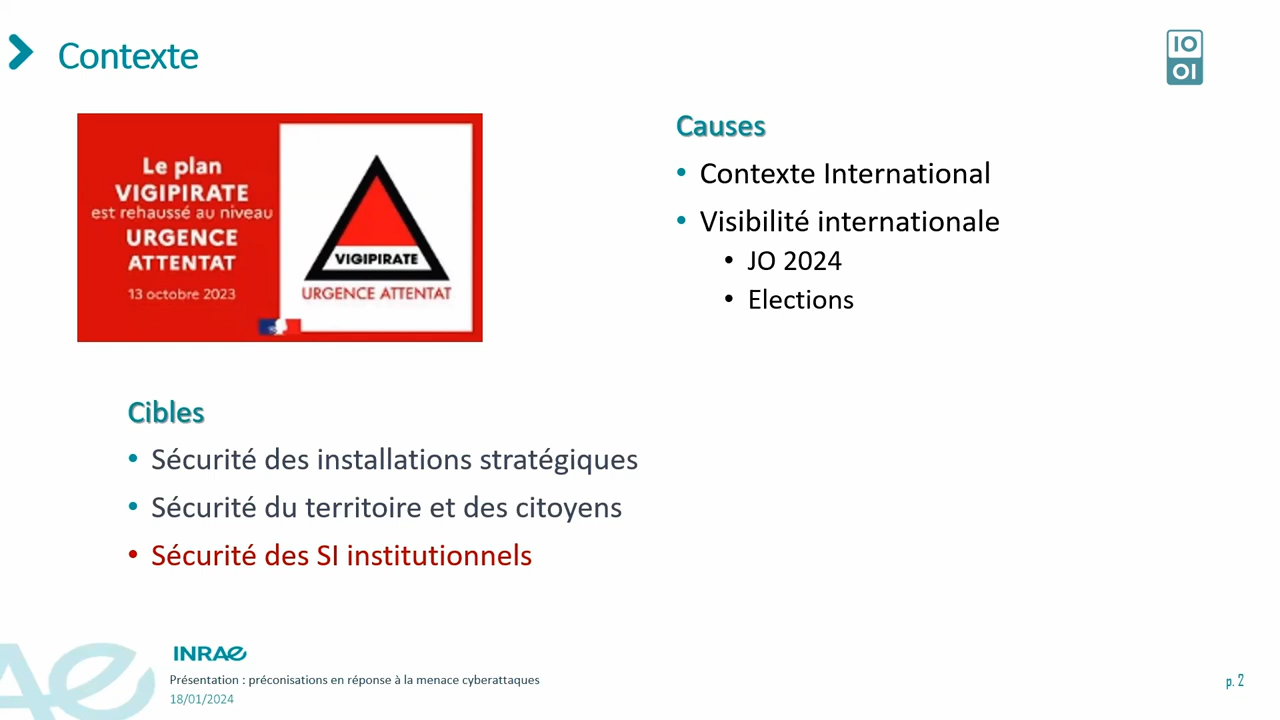 Contexte
IO
OI
Le plan
VIGIPIRATE
est rehaussé au niveau
URGENCE
ATTENTAT
13 octobre 2023
VIGIPIRATE
URGENCE ATTENTAT
Causes
• Contexte International
• Visibilité internationale
• JO 2024
• Elections
Cibles
• Sécurité des installations stratégiques
• Sécurité du territoire et des citoyens
• Sécurité des SI institutionnels
INRAE
Présentation : préconisations en réponse à la menace cyberattaques
18/01/2024
p. 2